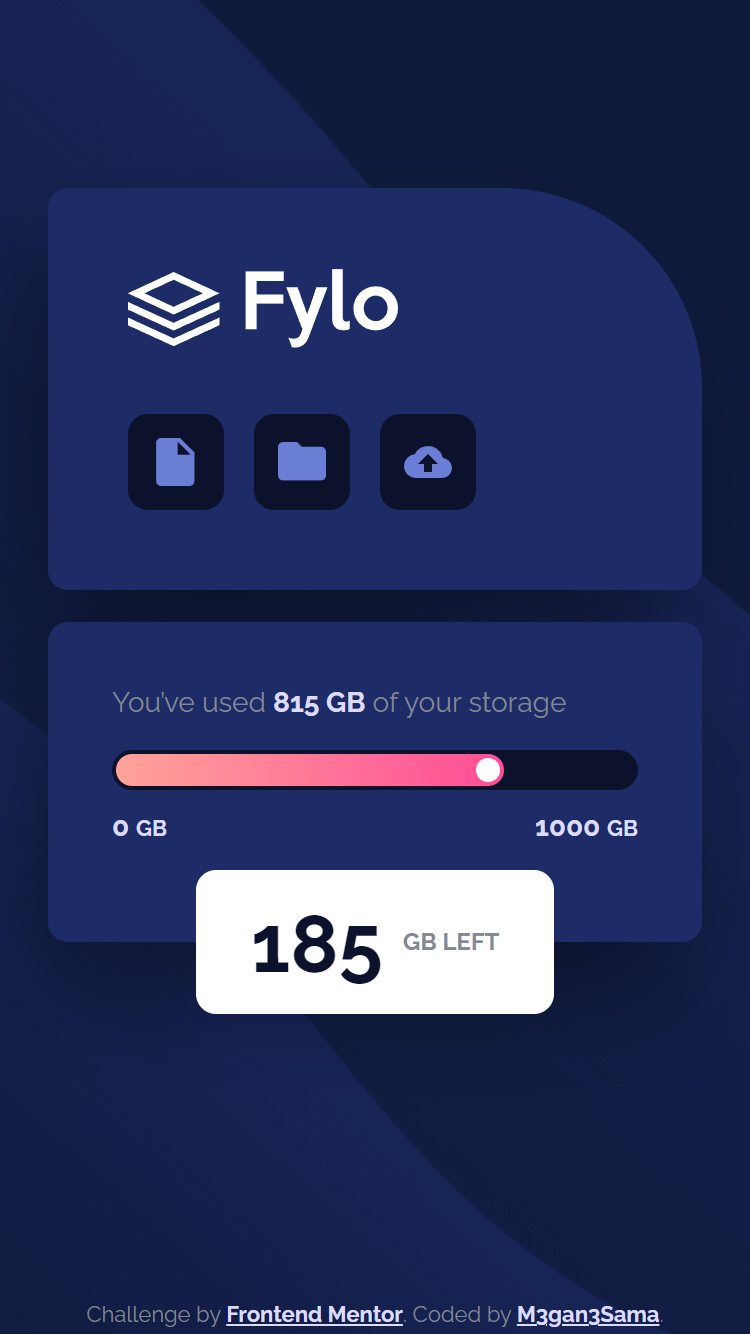 Fylo
You’ve used 815 GB of your storage
0 GB 1000 GB
185 GB LEFT
Challenge by Frontend Mentor. Coded by M3gan3Sama.